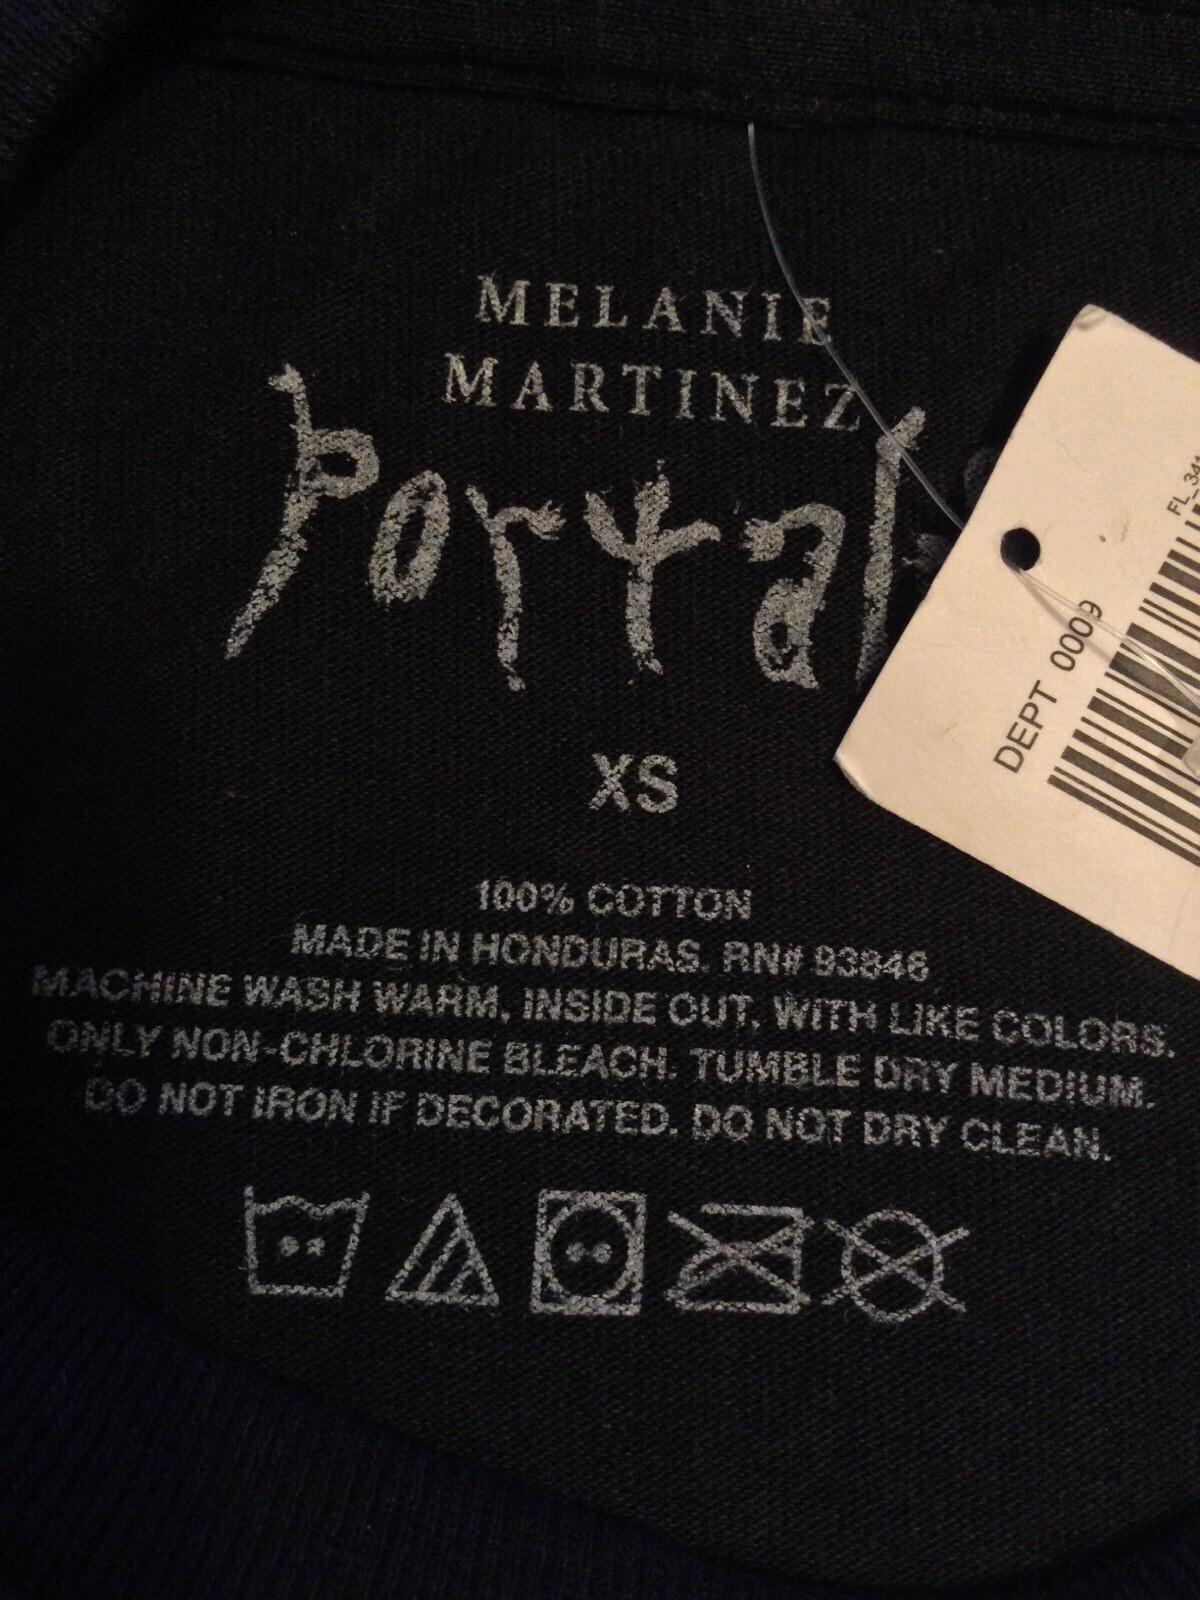 MELANIE
MARTINEZ
Portal
XS
100% COTTON
MADE IN HONDURAS. RN# 93846
MACHINE WASH WARM, INSIDE OUT, WITH LIKE COLORS.
ONLY NON-CHLORINE BLEACH. TUMBLE DRY MEDIUM.
DO NOT IRON IF DECORATED. DO NOT DRY CLEAN.
DEPT 0009
FL